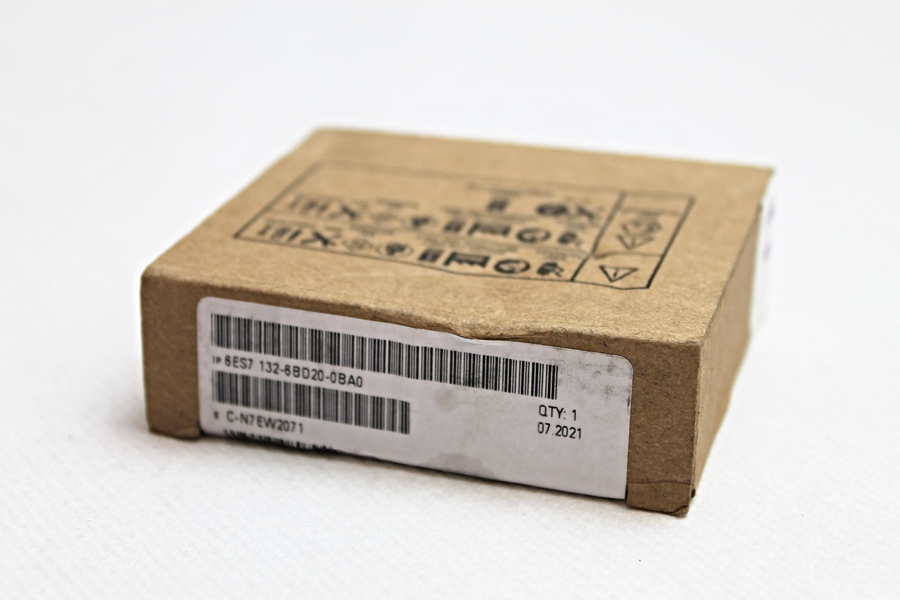 1P 6ES7 132-6BD20-0BA0
S C-N7EW2071
QTY: 1
07.2021